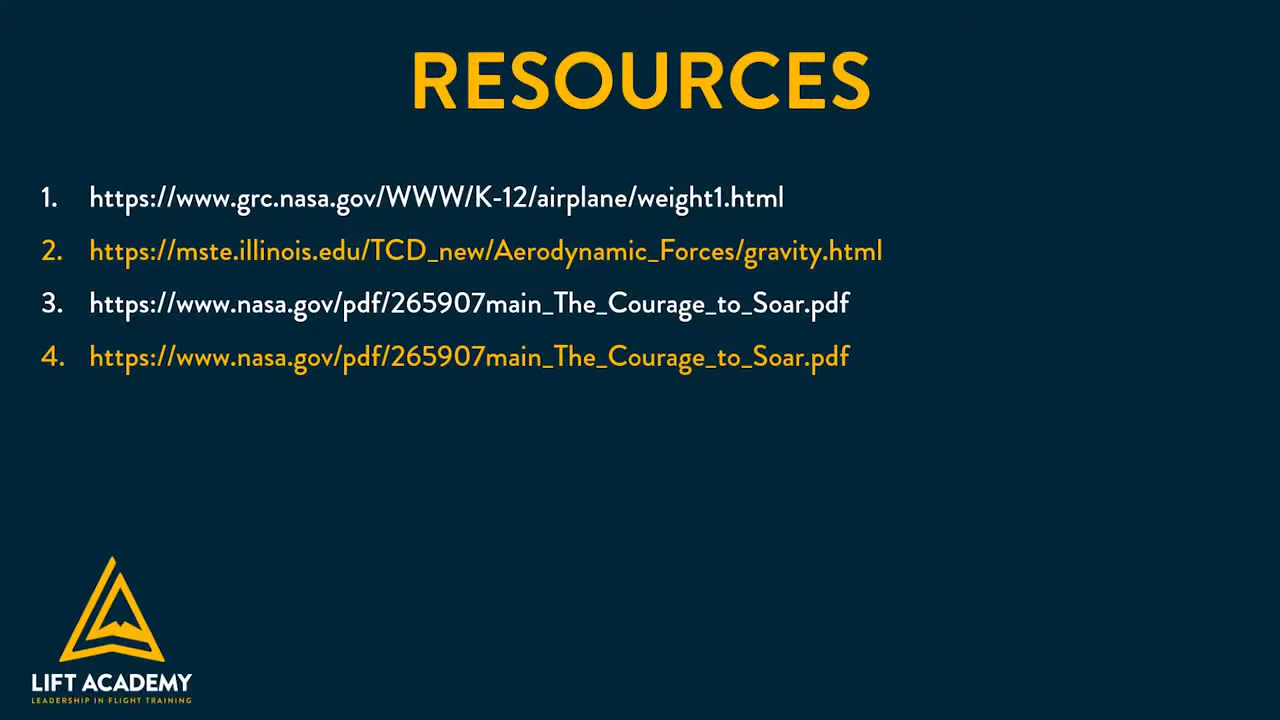 RESOURCES
1. https://www.grc.nasa.gov/WWW/K-12/airplane/weight1.html
2. https://mste.illinois.edu/TCD_new/Aerodynamic_Forces/gravity.html
3. https://www.nasa.gov/pdf/265907main_The_Courage_to_Soar.pdf
4. https://www.nasa.gov/pdf/265907main_The_Courage_to_Soar.pdf
LIFT ACADEMY
LEADERSHIP IN FLIGHT TRAINING